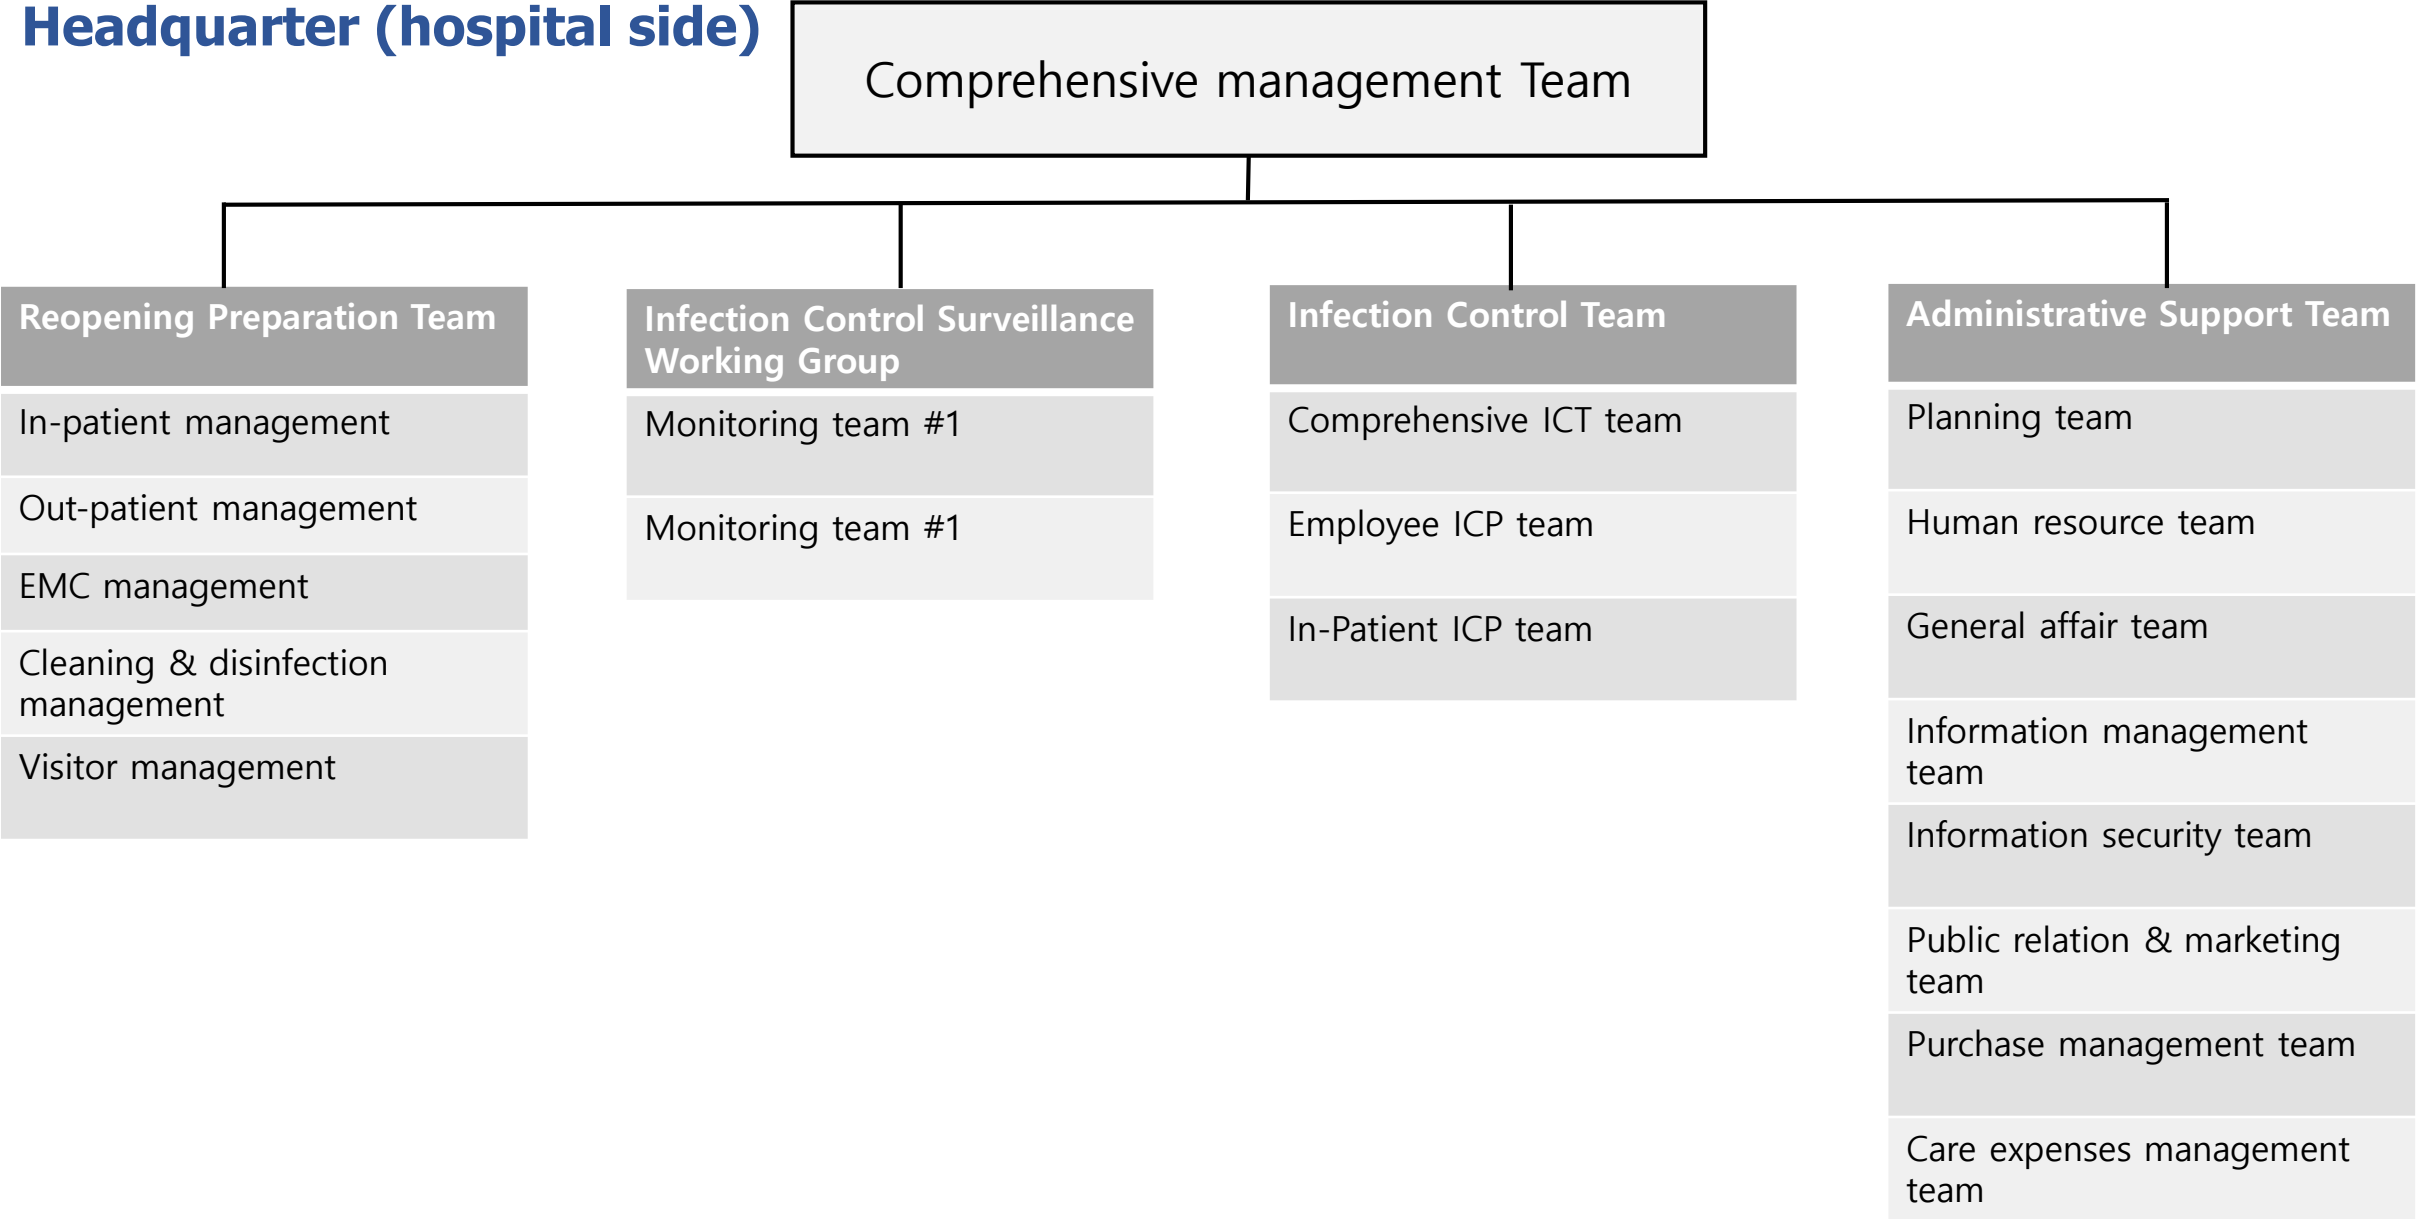 Headquarter (hospital side)
Comprehensive management Team
Reopening Preparation Team
In-patient management
Out-patient management
EMC management
Cleaning & disinfection
management
Visitor management
Infection Control Surveillance
Working Group
Monitoring team #1
Monitoring team #1
Infection Control Team
Comprehensive ICT team
Employee ICP team
In-Patient ICP team
Administrative Support Team
Planning team
Human resource team
General affair team
Information management
team
Information security team
Public relation & marketing
team
Purchase management team
Care expenses management
team